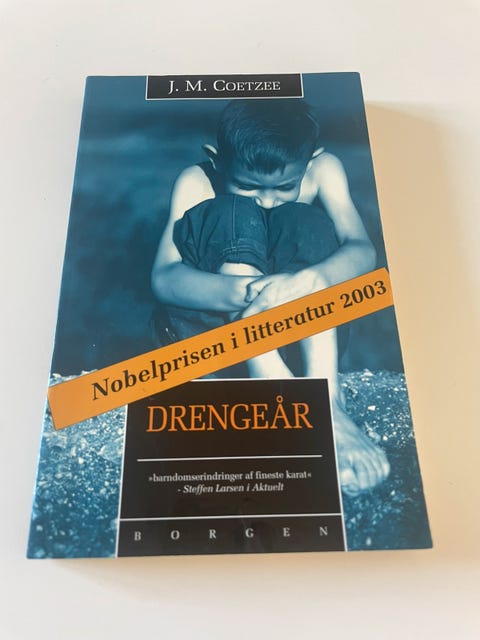 J. M. COETZEE
Nobelprisen i litteratur 2003
DRENGEÅR
»barndomserindringer af fineste karat«
- Steffen Larsen i Aktuelt
BORGEN